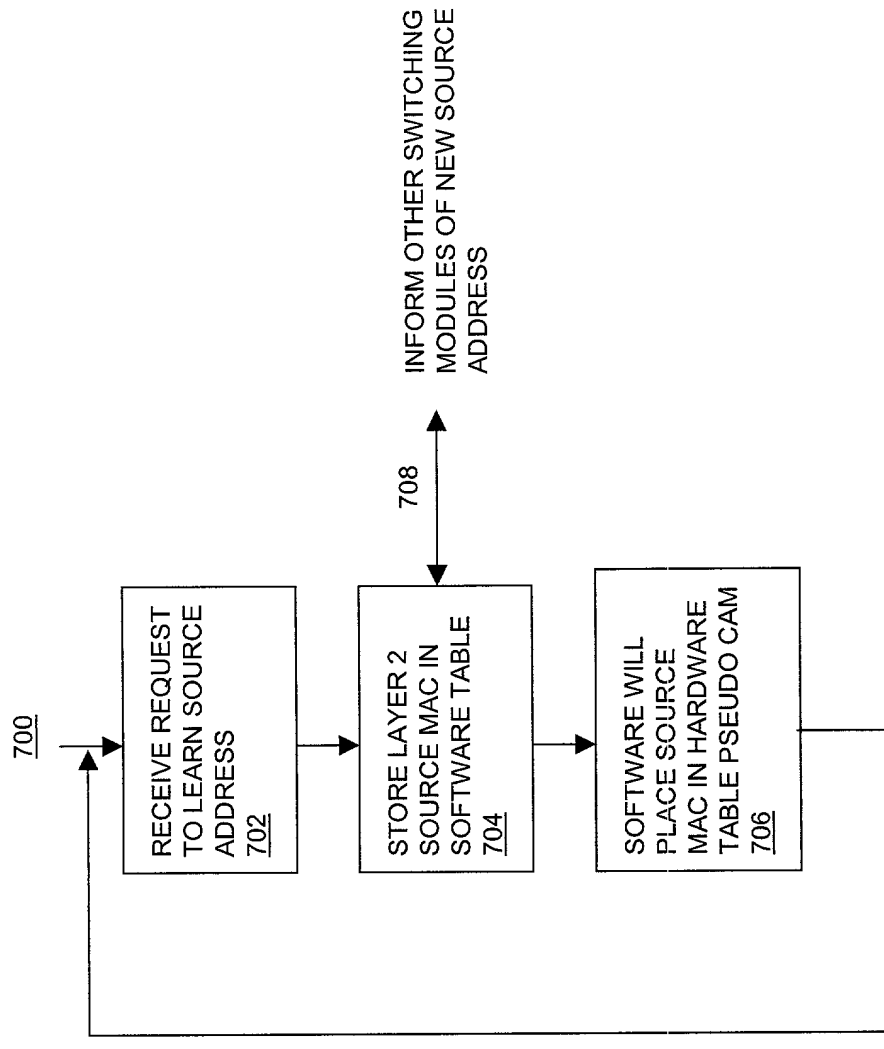 700
RECEIVE REQUEST
TO LEARN SOURCE
ADDRESS
702
STORE LAYER 2
SOURCE MAC IN
SOFTWARE TABLE
704
708
INFORM OTHER SWITCHING
MODULES OF NEW SOURCE
ADDRESS
SOFTWARE WILL
PLACE SOURCE
MAC IN HARDWARE
TABLE PSEUDO CAM
706